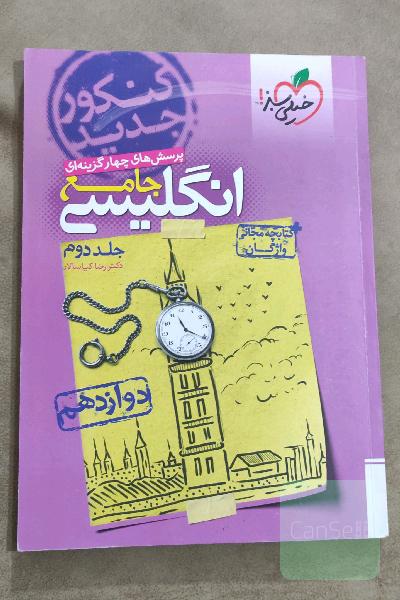 کنکور
جدید
خیلی سبز!
پرسش‌های چهارگزینه‌ای
جامع
انگلیسی
جلد دوم
دکتر رضا کیاسالار
+کتابچه مجانی
واژگان
دوازدهم
CanSell